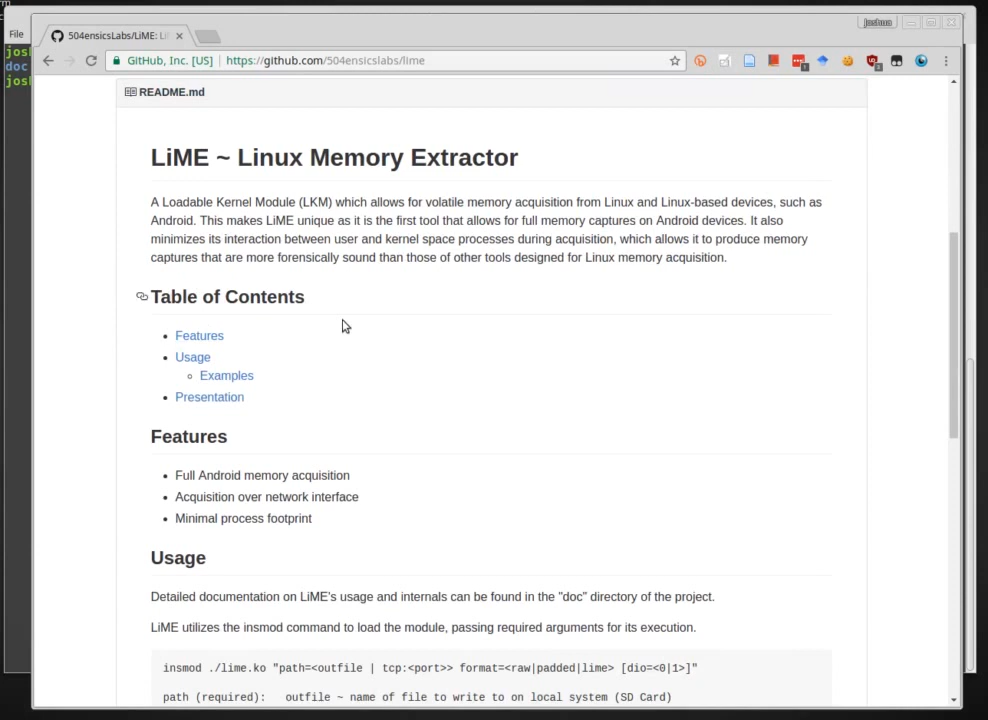 joshua
File
504ensicsLabs/LiME: Li
GitHub, Inc. [US] | https://github.com/504ensicslabs/lime
josh
doc
josh
README.md
LiME ~ Linux Memory Extractor
A Loadable Kernel Module (LKM) which allows for volatile memory acquisition from Linux and Linux-based devices, such as
Android. This makes LiME unique as it is the first tool that allows for full memory captures on Android devices. It also
minimizes its interaction between user and kernel space processes during acquisition, which allows it to produce memory
captures that are more forensically sound than those of other tools designed for Linux memory acquisition.
Table of Contents
• Features
• Usage
◦ Examples
• Presentation
Features
• Full Android memory acquisition
• Acquisition over network interface
• Minimal process footprint
Usage
Detailed documentation on LiME's usage and internals can be found in the "doc" directory of the project.
LiME utilizes the insmod command to load the module, passing required arguments for its execution.
insmod ./lime.ko "path=<outfile | tcp:<port>> format=<raw|padded|lime> [dio=<0|1>]"
path (required):   outfile ~ name of file to write to on local system (SD Card)